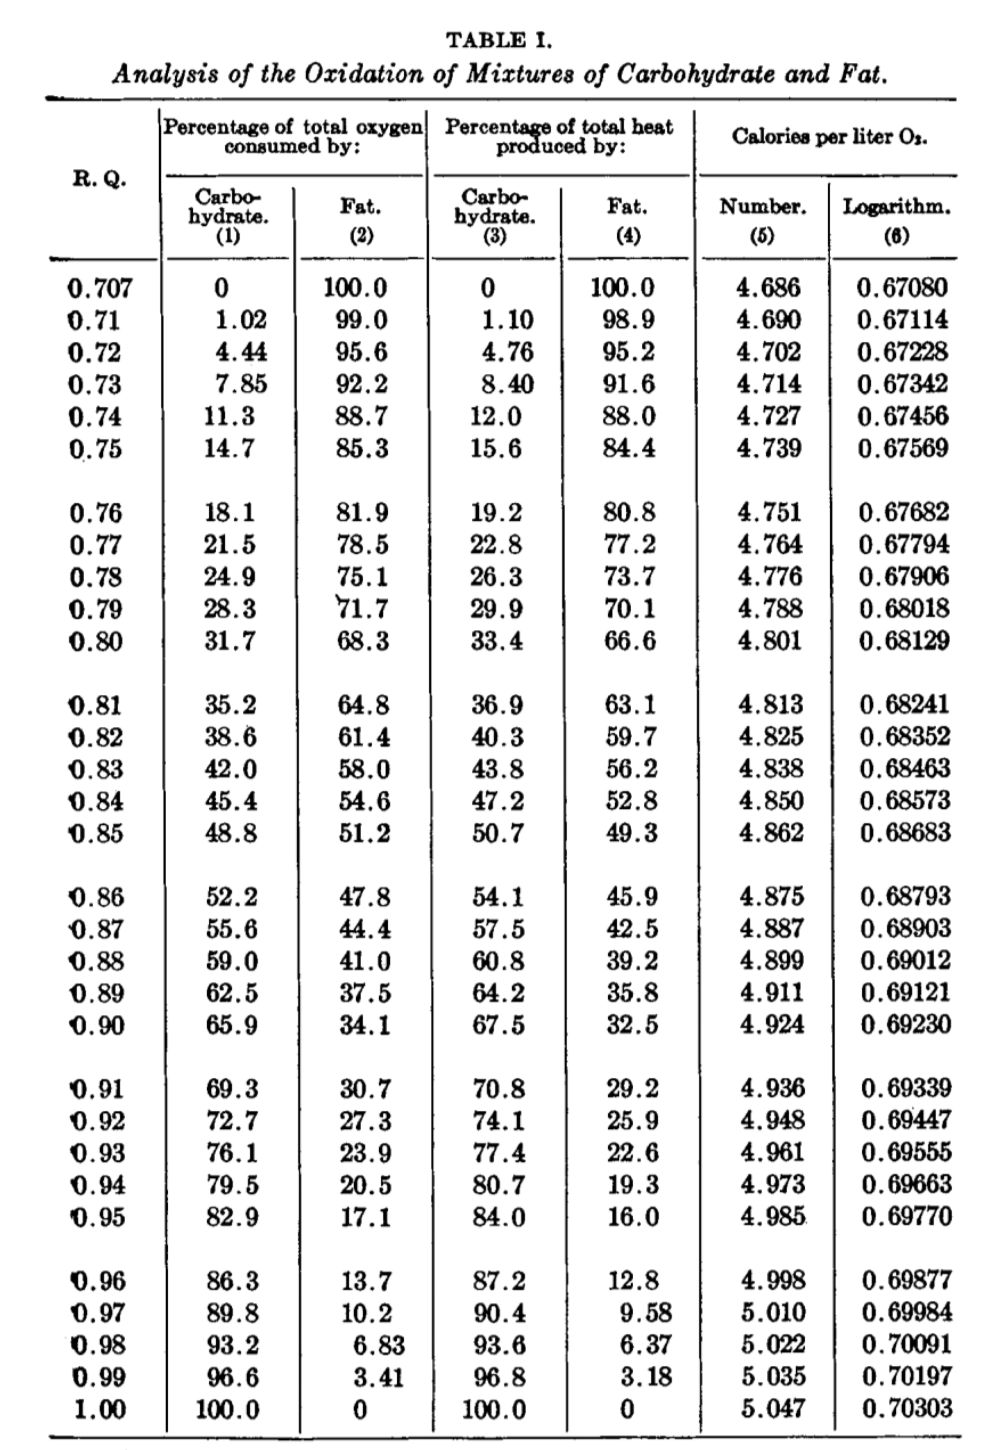 TABLE I.
Analysis of the Oxidation of Mixtures of Carbohydrate and Fat.
R. Q. Percentage of total oxygen consumed by: Percentage of total heat produced by: Calories per liter O₂.
Carbo-hydrate. Fat. Carbo-hydrate. Fat. Number. Logarithm.
(1) (2) (3) (4) (5) (6)
0.707 0 100.0 0 100.0 4.686 0.67080
0.71 1.02 99.0 1.10 98.9 4.690 0.67114
0.72 4.44 95.6 4.76 95.2 4.702 0.67228
0.73 7.85 92.2 8.40 91.6 4.714 0.67342
0.74 11.3 88.7 12.0 88.0 4.727 0.67456
0.75 14.7 85.3 15.6 84.4 4.739 0.67569
0.76 18.1 81.9 19.2 80.8 4.751 0.67682
0.77 21.5 78.5 22.8 77.2 4.764 0.67794
0.78 24.9 75.1 26.3 73.7 4.776 0.67906
0.79 28.3 71.7 29.9 70.1 4.788 0.68018
0.80 31.7 68.3 33.4 66.6 4.801 0.68129
0.81 35.2 64.8 36.9 63.1 4.813 0.68241
0.82 38.6 61.4 40.3 59.7 4.825 0.68352
0.83 42.0 58.0 43.8 56.2 4.838 0.68463
0.84 45.4 54.6 47.2 52.8 4.850 0.68573
0.85 48.8 51.2 50.7 49.3 4.862 0.68683
0.86 52.2 47.8 54.1 45.9 4.875 0.68793
0.87 55.6 44.4 57.5 42.5 4.887 0.68903
0.88 59.0 41.0 60.8 39.2 4.899 0.69012
0.89 62.5 37.5 64.2 35.8 4.911 0.69121
0.90 65.9 34.1 67.5 32.5 4.924 0.69230
0.91 69.3 30.7 70.8 29.2 4.936 0.69339
0.92 72.7 27.3 74.1 25.9 4.948 0.69447
0.93 76.1 23.9 77.4 22.6 4.961 0.69555
0.94 79.5 20.5 80.7 19.3 4.973 0.69663
0.95 82.9 17.1 84.0 16.0 4.985 0.69770
0.96 86.3 13.7 87.2 12.8 4.998 0.69877
0.97 89.8 10.2 90.4 9.58 5.010 0.69984
0.98 93.2 6.83 93.6 6.37 5.022 0.70091
0.99 96.6 3.41 96.8 3.18 5.035 0.70197
1.00 100.0 0 100.0 0 5.047 0.70303